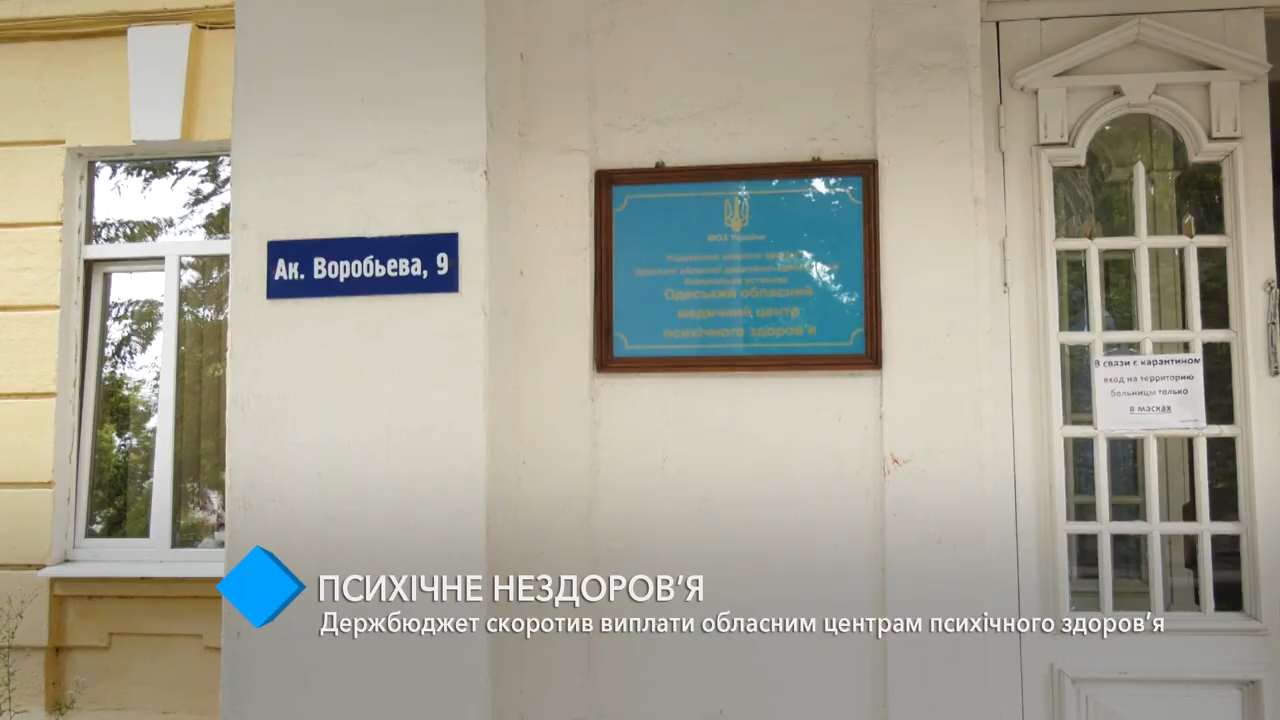 Ак. Воробьева, 9
МОЗ України
Одеський обласний
медичний центр
психічного здоров'я
В связи с карантином
вход на территорию
больницы только
в масках
ПСИХІЧНЕ НЕЗДОРОВ'Я
Держбюджет скоротив виплати обласним центрам психічного здоров'я